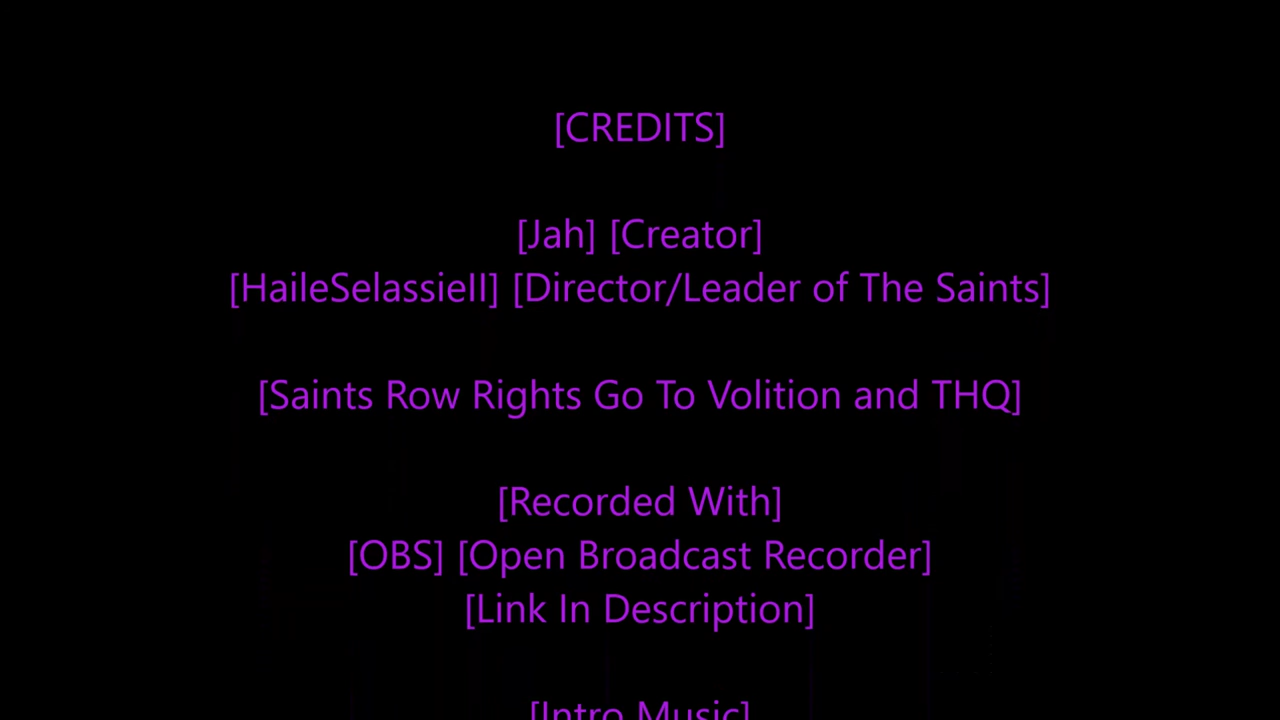 [CREDITS]
[Jah] [Creator]
[HaileSelassieII] [Director/Leader of The Saints]
[Saints Row Rights Go To Volition and THQ]
[Recorded With]
[OBS] [Open Broadcast Recorder]
[Link In Description]
[Intro Music]